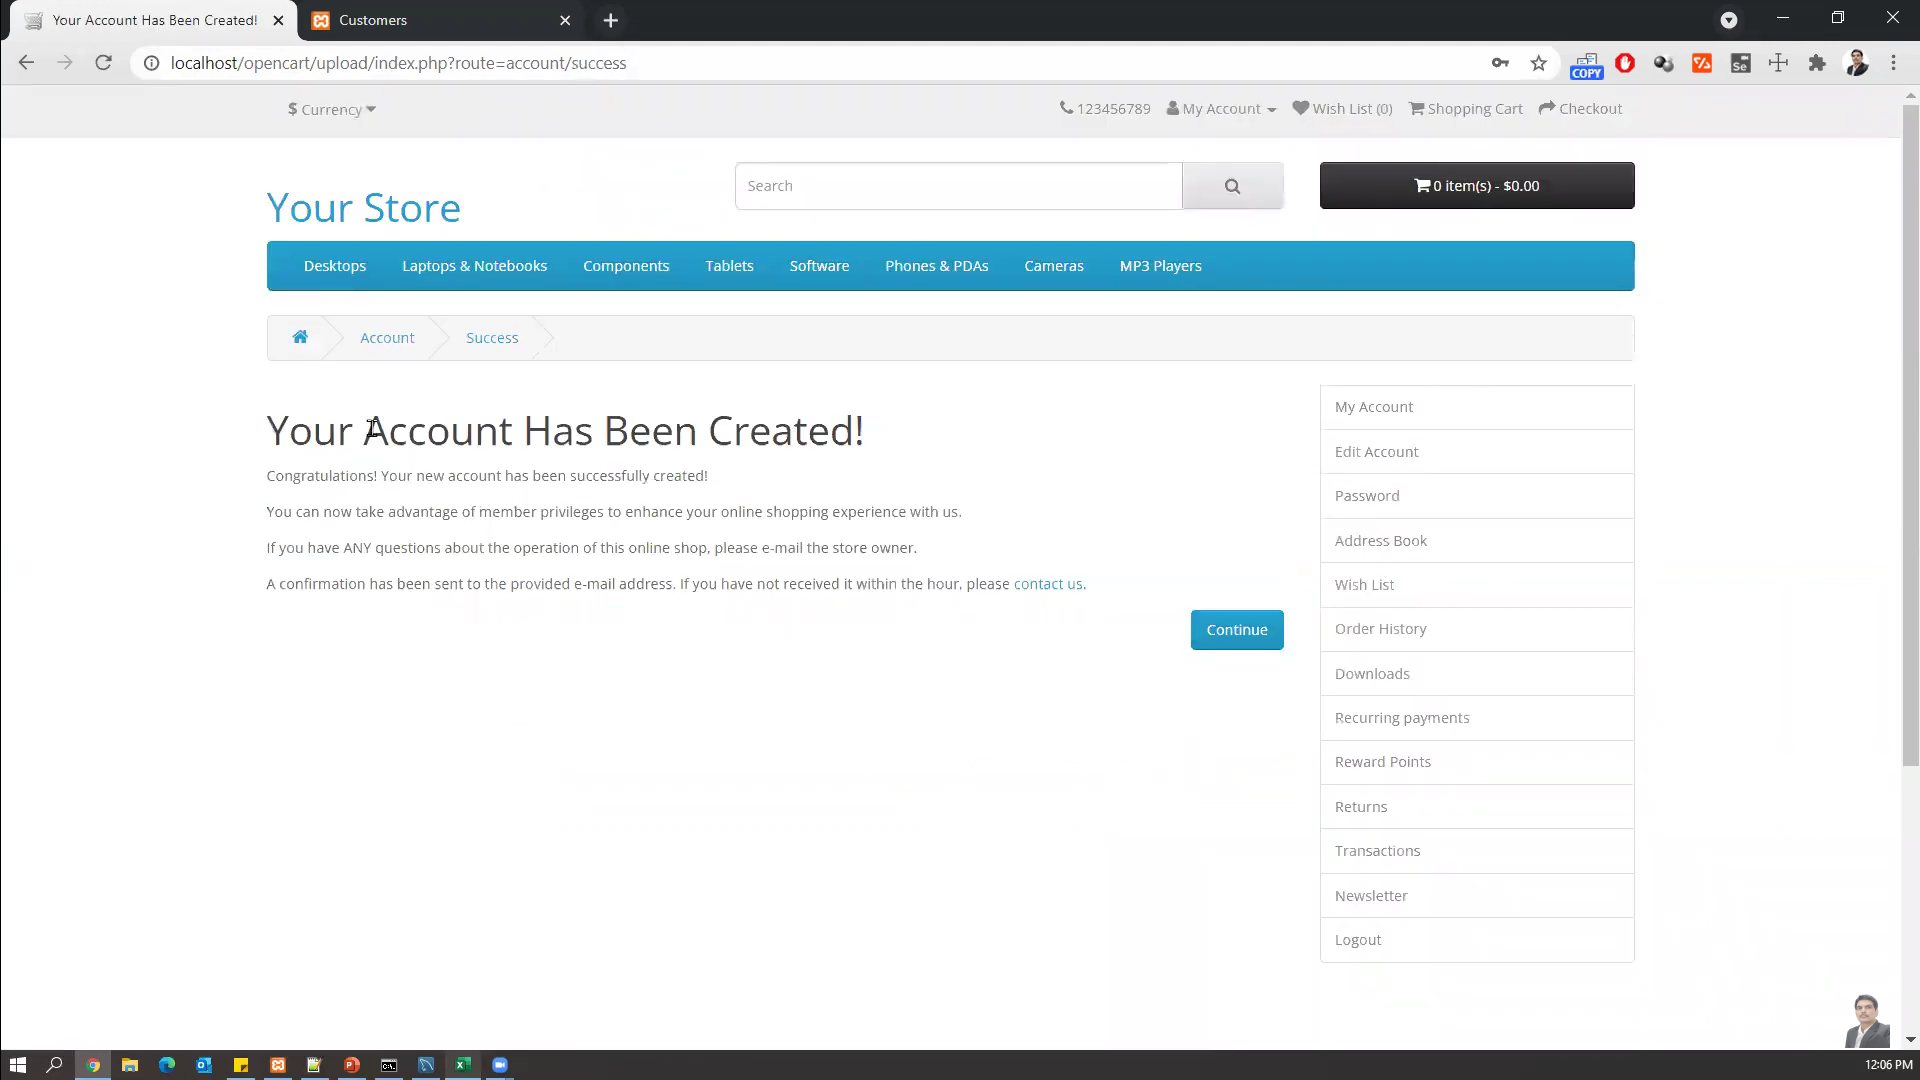 Your Account Has Been Created!
Customers
localhost/opencart/upload/index.php?route=account/success
COPY
Se
$ Currency
123456789
My Account
Wish List (0)
Shopping Cart
Checkout
Your Store
Search
0 item(s) - $0.00
Desktops
Laptops & Notebooks
Components
Tablets
Software
Phones & PDAs
Cameras
MP3 Players
Account
Success
Your Account Has Been Created!
Congratulations! Your new account has been successfully created!
You can now take advantage of member privileges to enhance your online shopping experience with us.
If you have ANY questions about the operation of this online shop, please e-mail the store owner.
A confirmation has been sent to the provided e-mail address. If you have not received it within the hour, please contact us.
Continue
My Account
Edit Account
Password
Address Book
Wish List
Order History
Downloads
Recurring payments
Reward Points
Returns
Transactions
Newsletter
Logout
12:06 PM